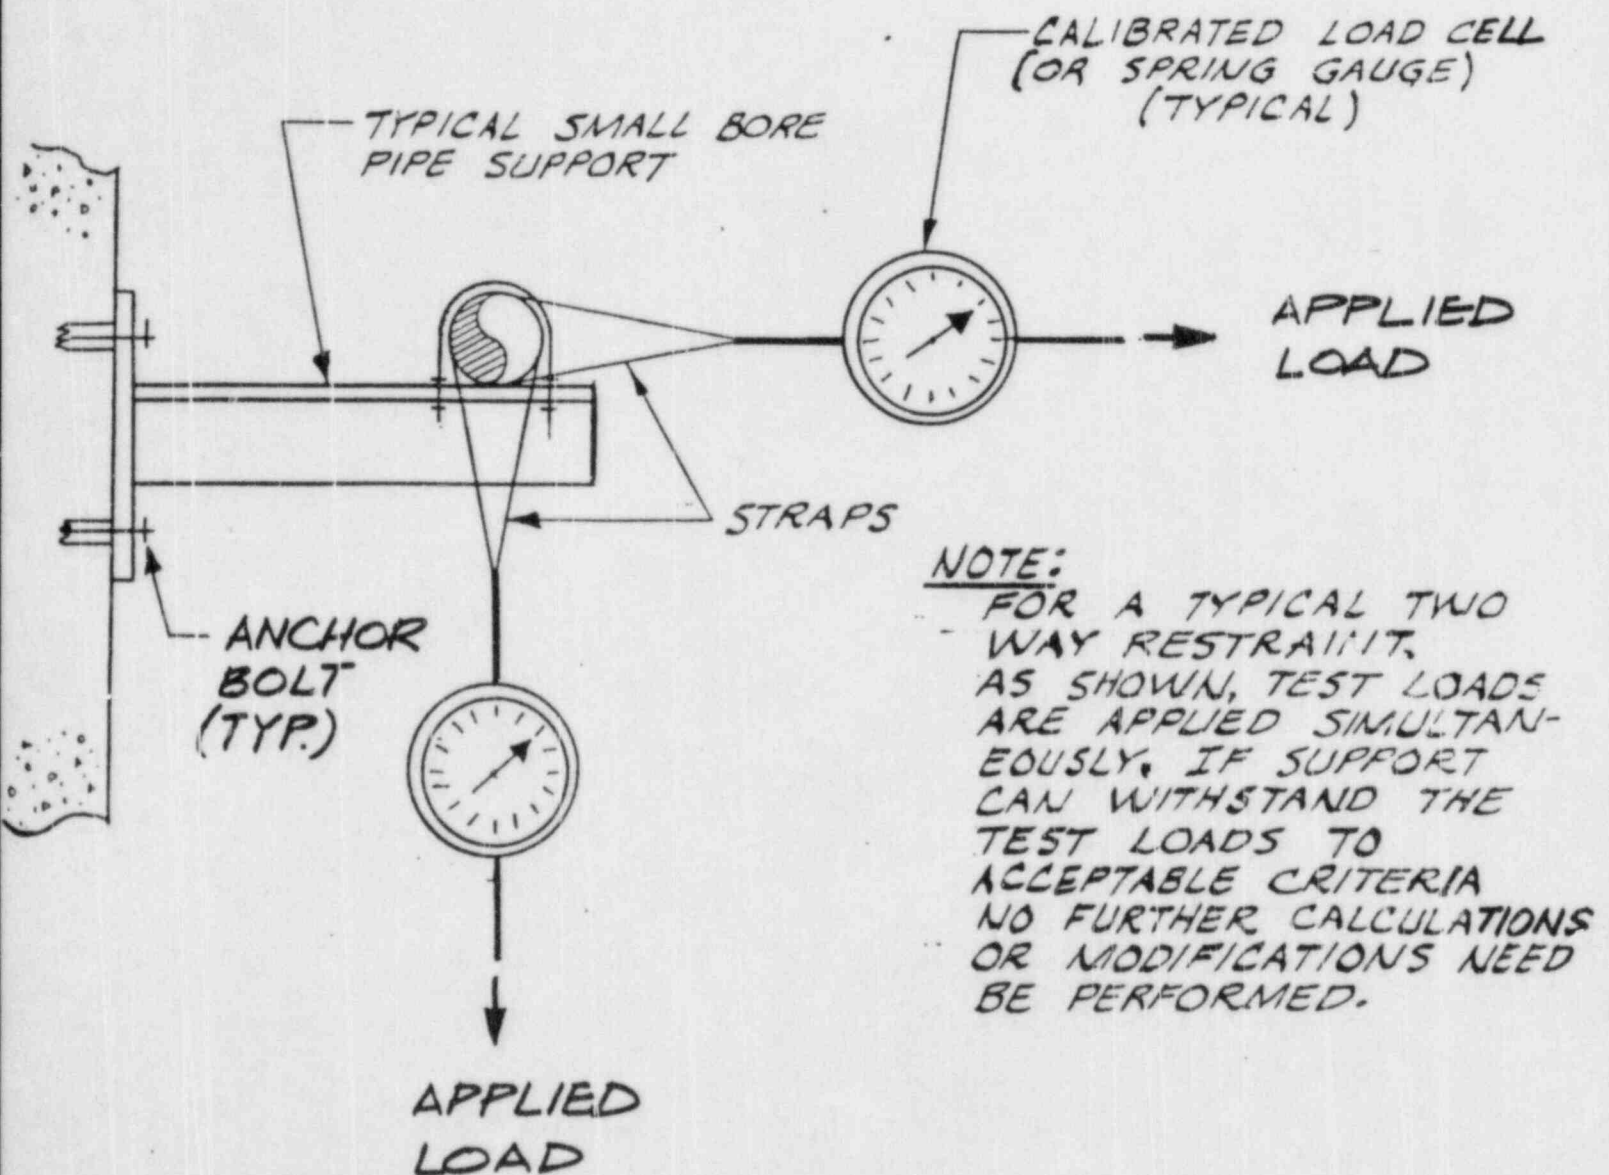 CALIBRATED LOAD CELL
(OR SPRING GAUGE)
(TYPICAL)
TYPICAL SMALL BORE
PIPE SUPPORT
APPLIED
LOAD
STRAPS
ANCHOR
BOLT
(TYP.)
NOTE:
FOR A TYPICAL TWO
WAY RESTRAINT.
AS SHOWN, TEST LOADS
ARE APPLIED SIMULTAN-
EOUSLY. IF SUPPORT
CAN WITHSTAND THE
TEST LOADS TO
ACCEPTABLE CRITERIA
NO FURTHER CALCULATIONS
OR MODIFICATIONS NEED
BE PERFORMED.
APPLIED
LOAD